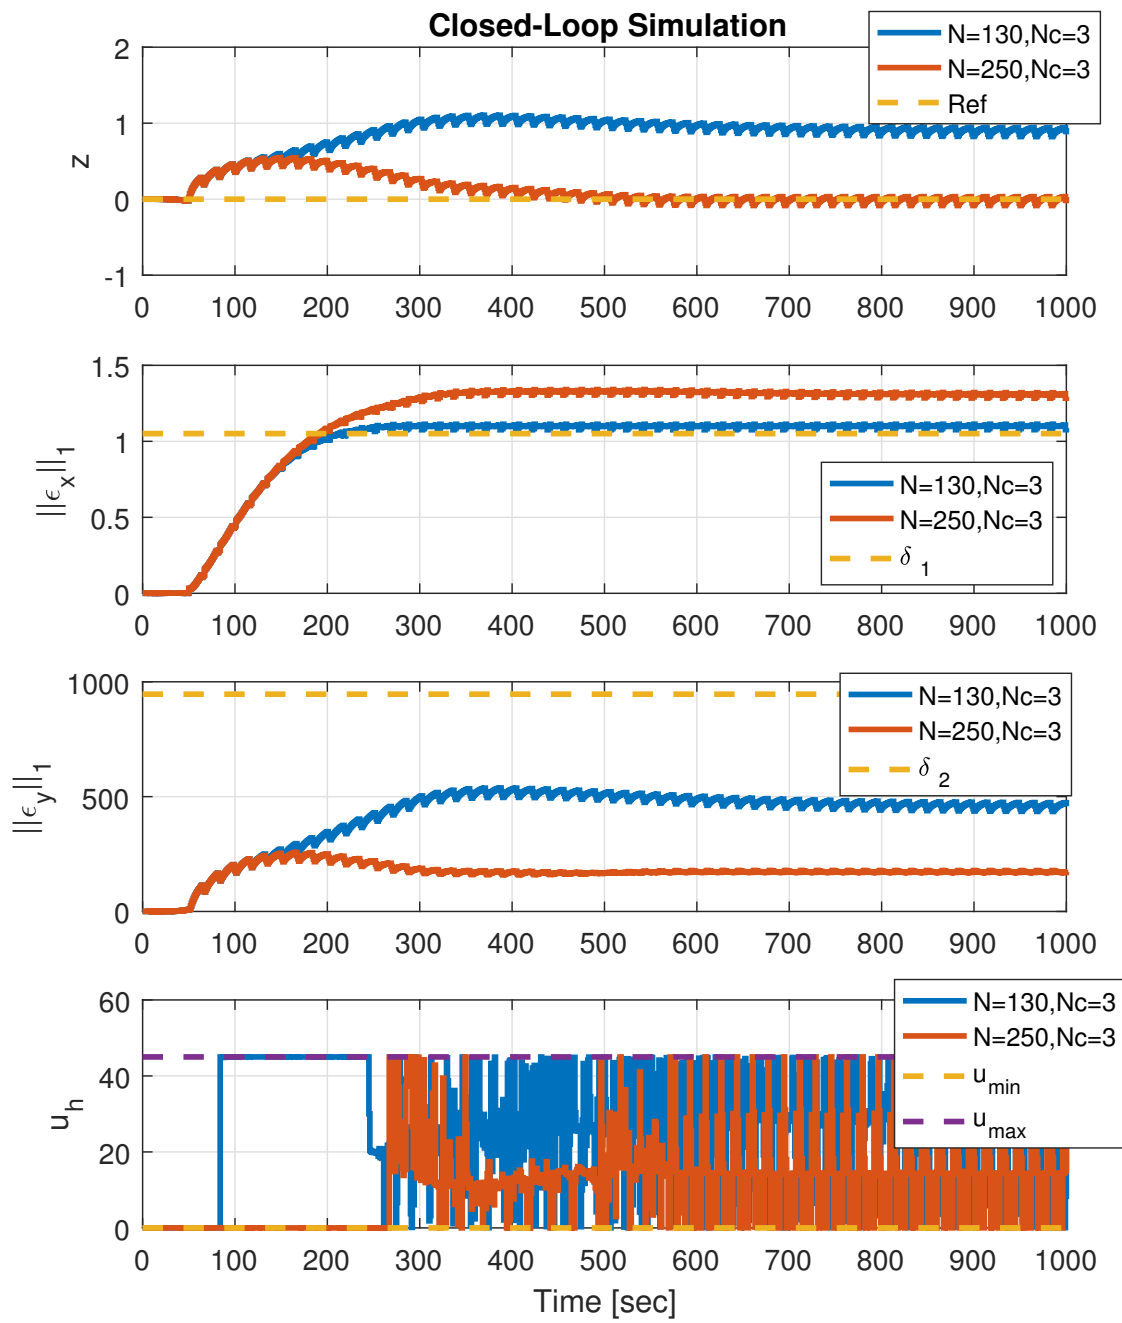 Closed-Loop Simulation
z
2
1
0
-1
0 100 200 300 400 500 600 700 800 900 1000
N=130,Nc=3
N=250,Nc=3
Ref
||ϵx||1
1.5
1
0.5
0
0 100 200 300 400 500 600 700 800 900 1000
N=130,Nc=3
N=250,Nc=3
δ 1
||ϵy||1
1000
500
0
0 100 200 300 400 500 600 700 800 900 1000
N=130,Nc=3
N=250,Nc=3
δ 2
uh
60
40
20
0
0 100 200 300 400 500 600 700 800 900 1000
N=130,Nc=3
N=250,Nc=3
umin
umax
Time [sec]